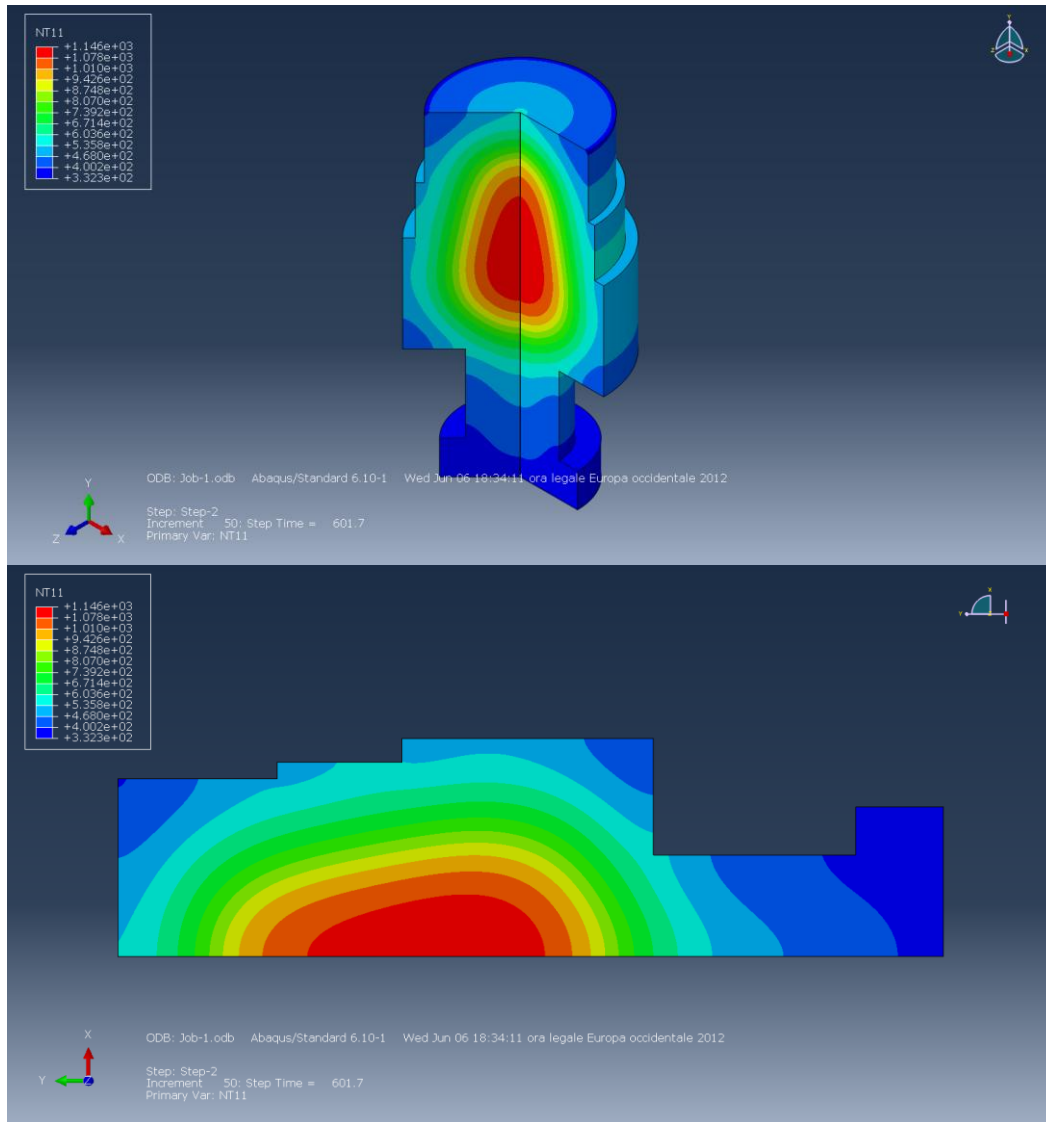 NT11
+1.146e+03
+1.078e+03
+1.010e+03
+9.426e+02
+8.748e+02
+8.070e+02
+7.392e+02
+6.714e+02
+6.036e+02
+5.358e+02
+4.680e+02
+4.002e+02
+3.323e+02
Y
Z X
ODB: Job-1.odb Abaqus/Standard 6.10-1 Wed Jun 06 18:34:11 ora legale Europa occidentale 2012
Y
Z X
Step: Step-2
Increment 50: Step Time = 601.7
Primary Var: NT11
NT11
+1.146e+03
+1.078e+03
+1.010e+03
+9.426e+02
+8.748e+02
+8.070e+02
+7.392e+02
+6.714e+02
+6.036e+02
+5.358e+02
+4.680e+02
+4.002e+02
+3.323e+02
X
Y Z
ODB: Job-1.odb Abaqus/Standard 6.10-1 Wed Jun 06 18:34:11 ora legale Europa occidentale 2012
X
Y Z
Step: Step-2
Increment 50: Step Time = 601.7
Primary Var: NT11